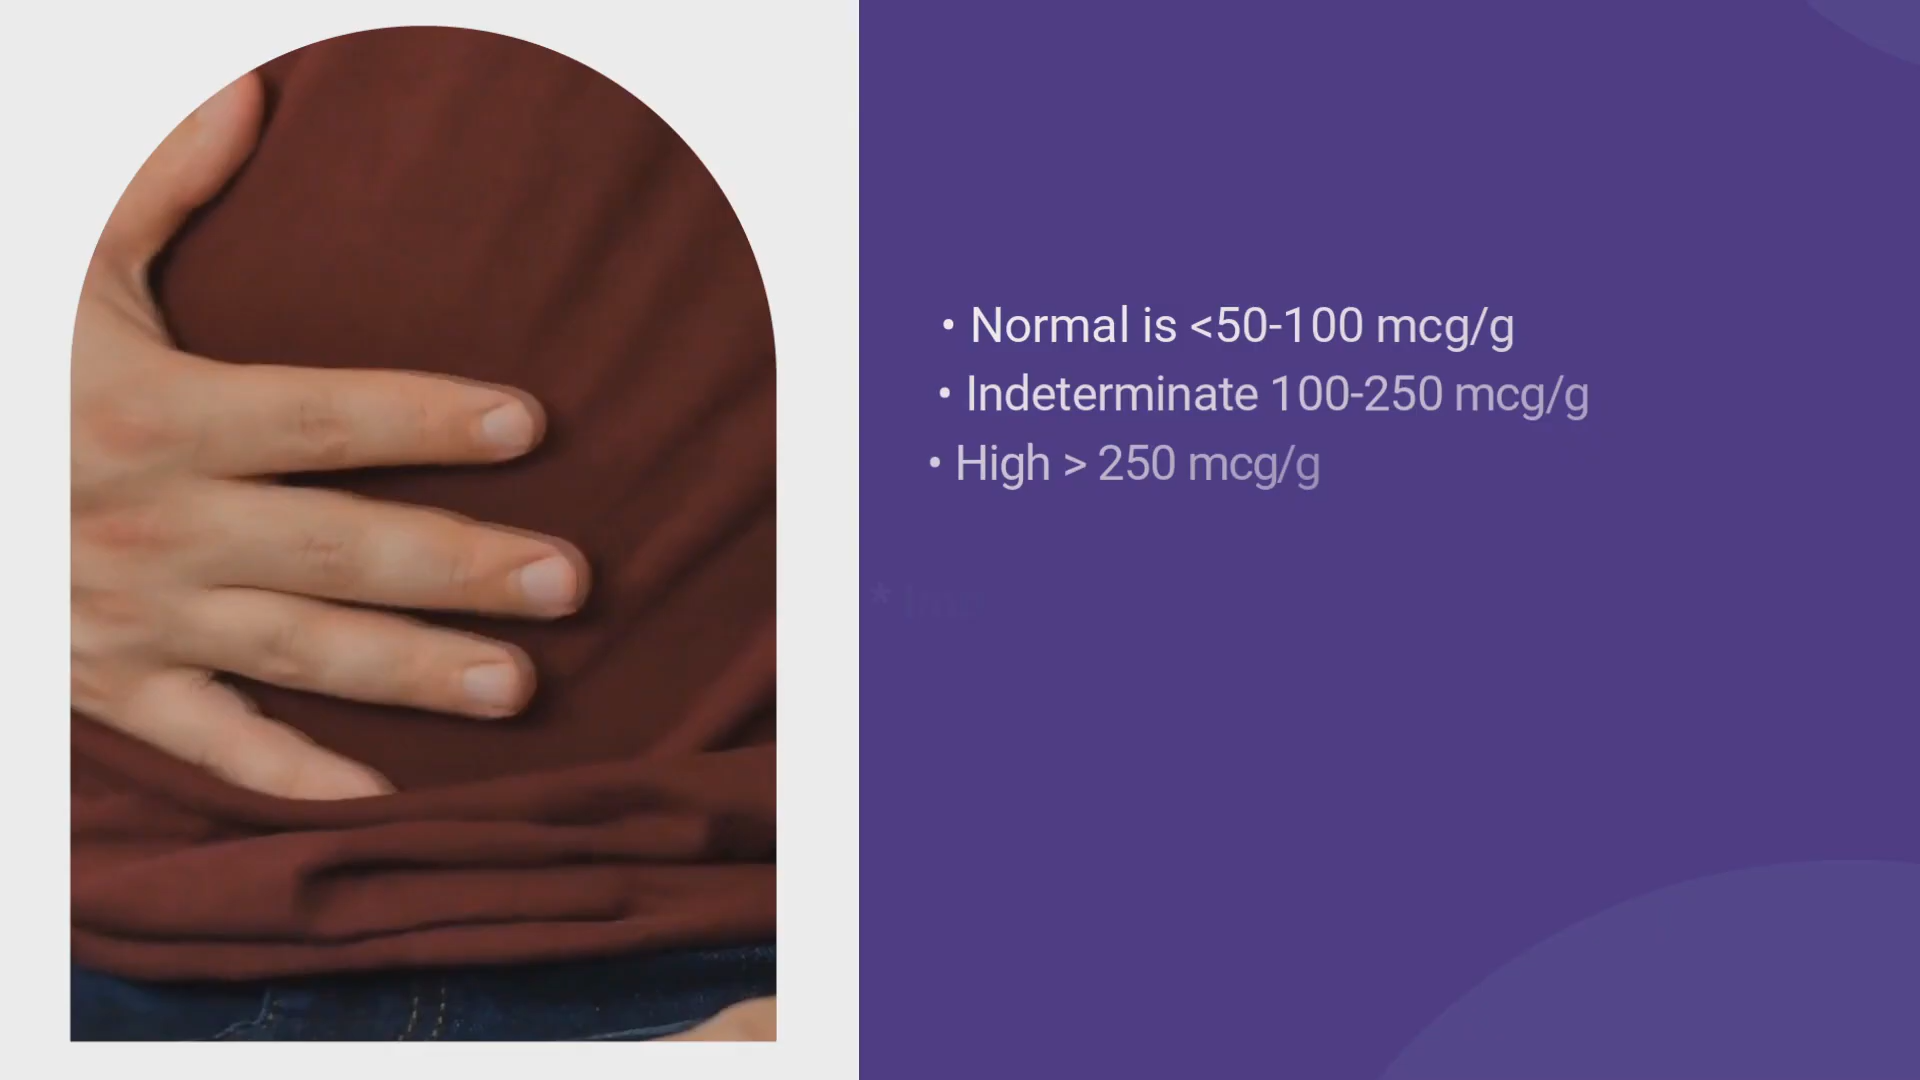 • Normal is <50-100 mcg/g
• Indeterminate 100-250 mcg/g
• High > 250 mcg/g